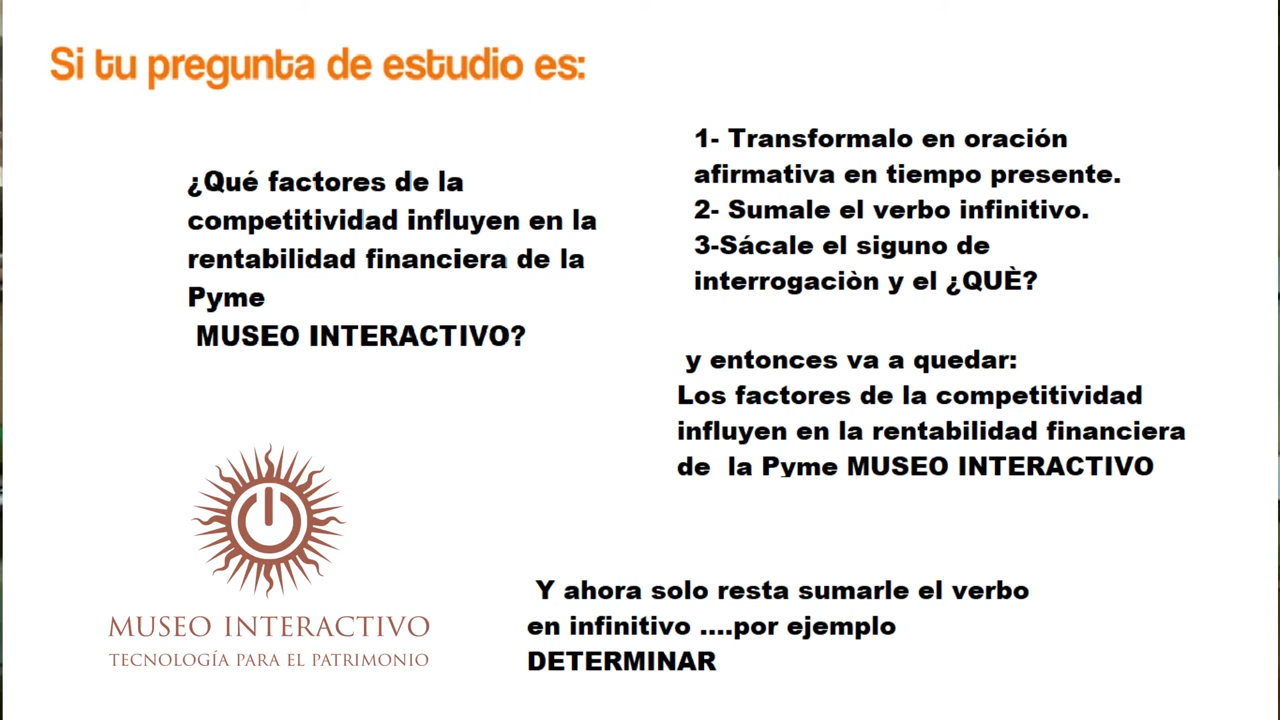 Si tu pregunta de estudio es:
¿Qué factores de la
competitividad influyen en la
rentabilidad financiera de la
Pyme
MUSEO INTERACTIVO?
1- Transformalo en oración
afirmativa en tiempo presente.
2- Sumale el verbo infinitivo.
3-Sácale el siguno de
interrogaciòn y el ¿QUÈ?
y entonces va a quedar:
Los factores de la competitividad
influyen en la rentabilidad financiera
de la Pyme MUSEO INTERACTIVO
Y ahora solo resta sumarle el verbo
en infinitivo ....por ejemplo
DETERMINAR
MUSEO INTERACTIVO
TECNOLOGÍA PARA EL PATRIMONIO